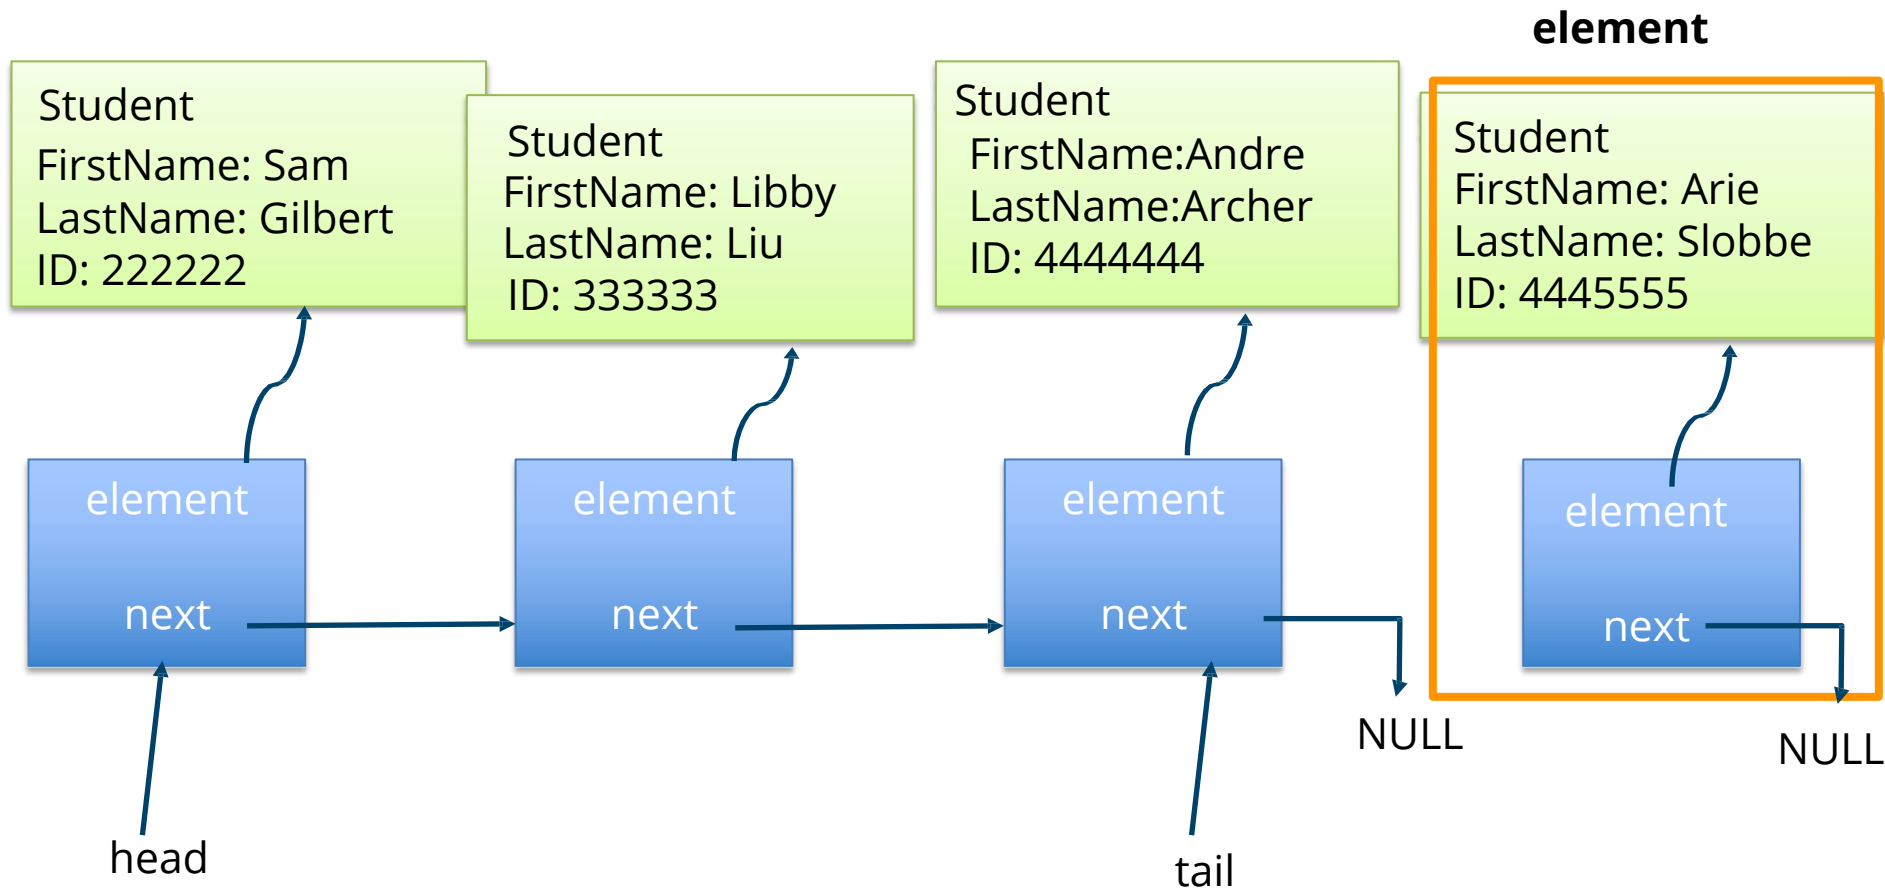 element
Student
FirstName: Sam
LastName: Gilbert
ID: 222222
Student
FirstName: Libby
LastName: Liu
ID: 333333
Student
FirstName:Andre
LastName:Archer
ID: 4444444
Student
FirstName: Arie
LastName: Slobbe
ID: 4445555
element
next
element
next
element
next
element
next
NULL
NULL
head
tail